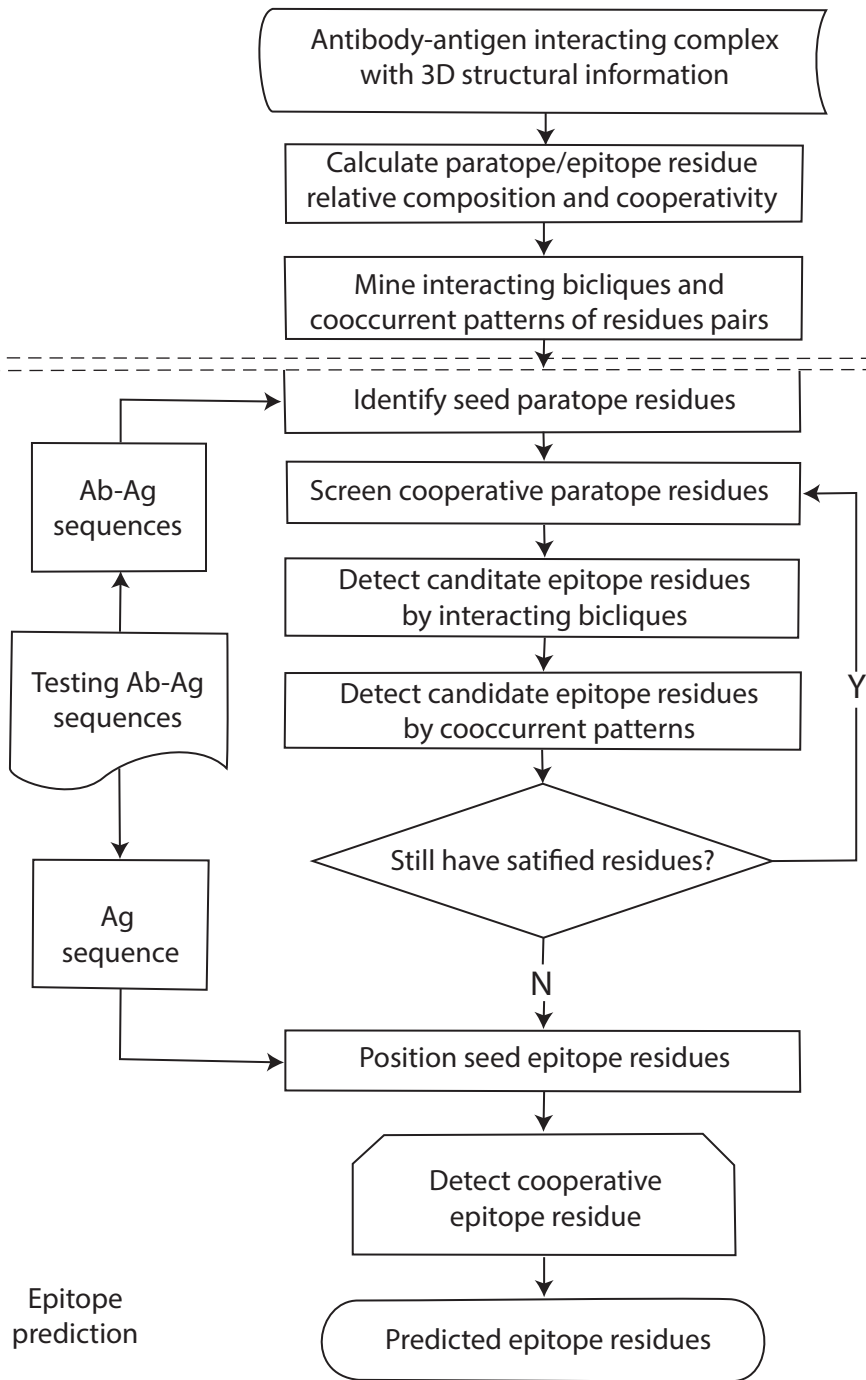 Antibody-antigen interacting complex
with 3D structural information
Calculate paratope/epitope residue
relative composition and cooperativity
Mine interacting bicliques and
cooccurrent patterns of residues pairs
Identify seed paratope residues
Ab-Ag
sequences
Screen cooperative paratope residues
Detect canditate epitope residues
by interacting bicliques
Testing Ab-Ag
sequences
Detect candidate epitope residues
by cooccurrent patterns
Y
Still have satified residues?
Ag
sequence
N
Position seed epitope residues
Detect cooperative
epitope residue
Epitope
prediction
Predicted epitope residues